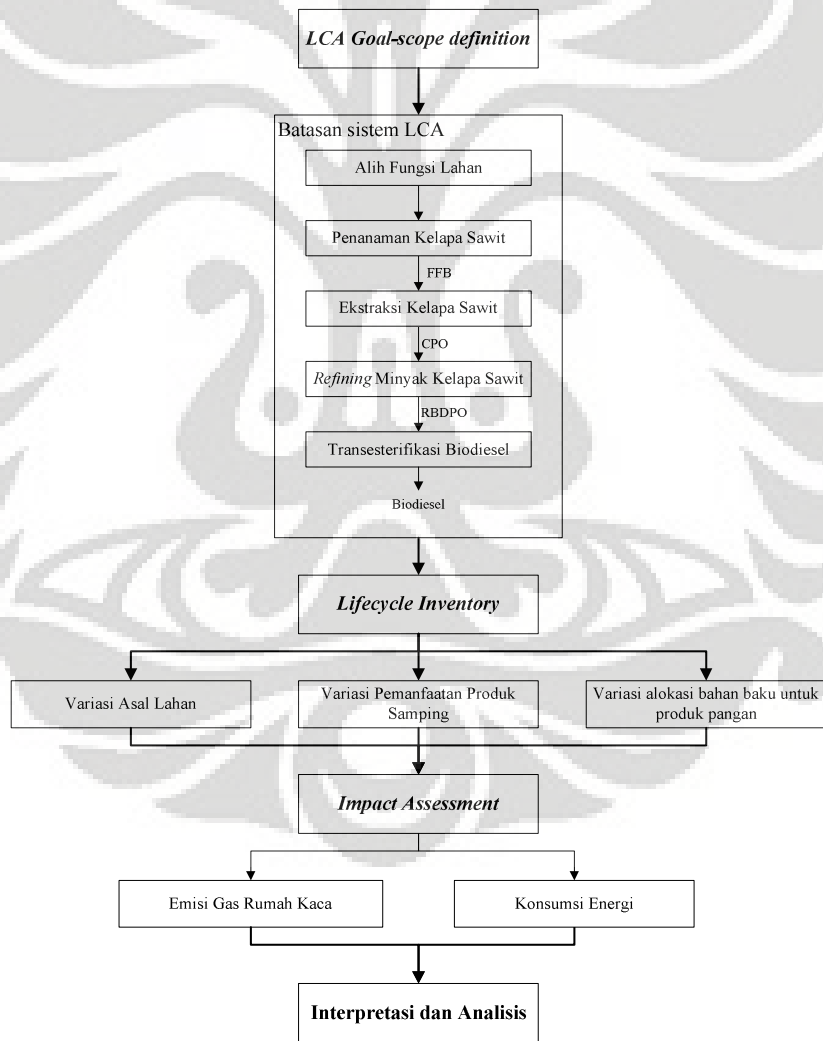 LCA Goal-scope definition
Batasan sistem LCA
Alih Fungsi Lahan
Penanaman Kelapa Sawit
FFB
Ekstraksi Kelapa Sawit
CPO
Refining Minyak Kelapa Sawit
RBDPO
Transesterifikasi Biodiesel
Biodiesel
Lifecycle Inventory
Variasi Asal Lahan
Variasi Pemanfaatan Produk
Samping
Variasi alokasi bahan baku untuk
produk pangan
Impact Assessment
Emisi Gas Rumah Kaca
Konsumsi Energi
Interpretasi dan Analisis